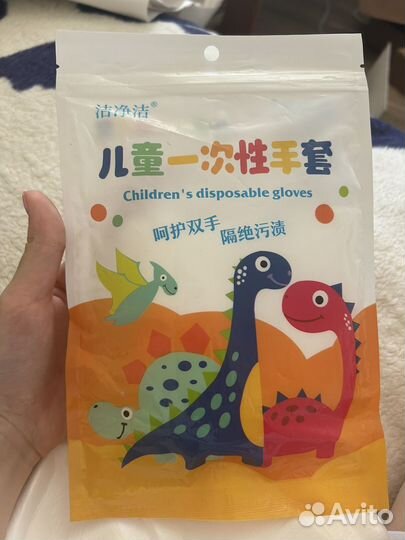 洁净洁®
儿童一次性手套
Children's disposable gloves
呵护双手
隔绝污渍
Avito